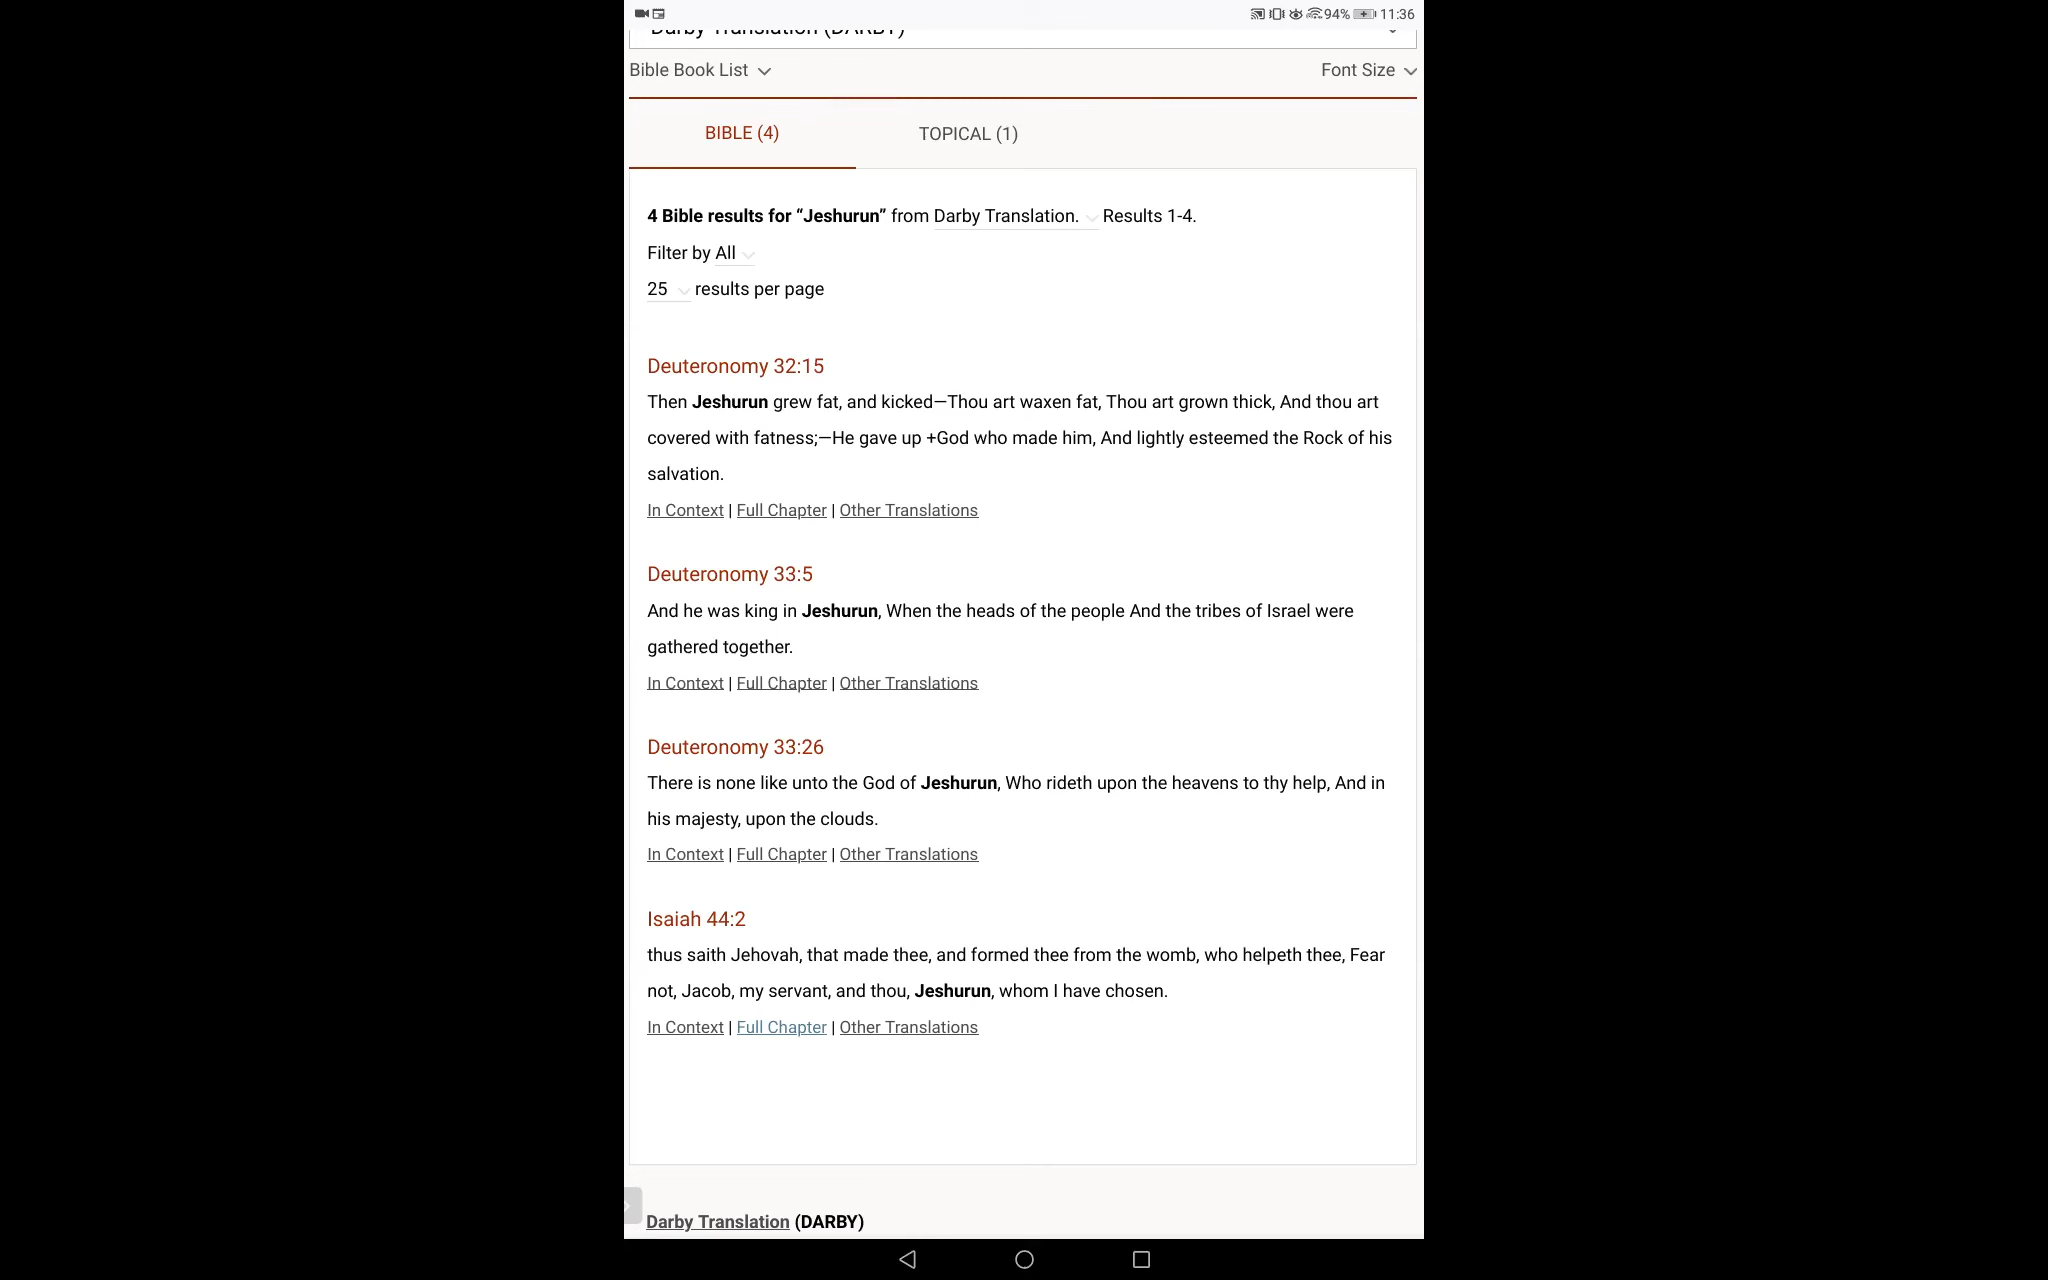 94% 11:36
Darby Translation (DARBY)
Bible Book List Font Size
BIBLE (4) TOPICAL (1)
4 Bible results for “Jeshurun” from Darby Translation. Results 1-4.
Filter by All
25 results per page
Deuteronomy 32:15
Then Jeshurun grew fat, and kicked—Thou art waxen fat, Thou art grown thick, And thou art
covered with fatness;—He gave up +God who made him, And lightly esteemed the Rock of his
salvation.
In Context | Full Chapter | Other Translations
Deuteronomy 33:5
And he was king in Jeshurun, When the heads of the people And the tribes of Israel were
gathered together.
In Context | Full Chapter | Other Translations
Deuteronomy 33:26
There is none like unto the God of Jeshurun, Who rideth upon the heavens to thy help, And in
his majesty, upon the clouds.
In Context | Full Chapter | Other Translations
Isaiah 44:2
thus saith Jehovah, that made thee, and formed thee from the womb, who helpeth thee, Fear
not, Jacob, my servant, and thou, Jeshurun, whom I have chosen.
In Context | Full Chapter | Other Translations
Darby Translation (DARBY)